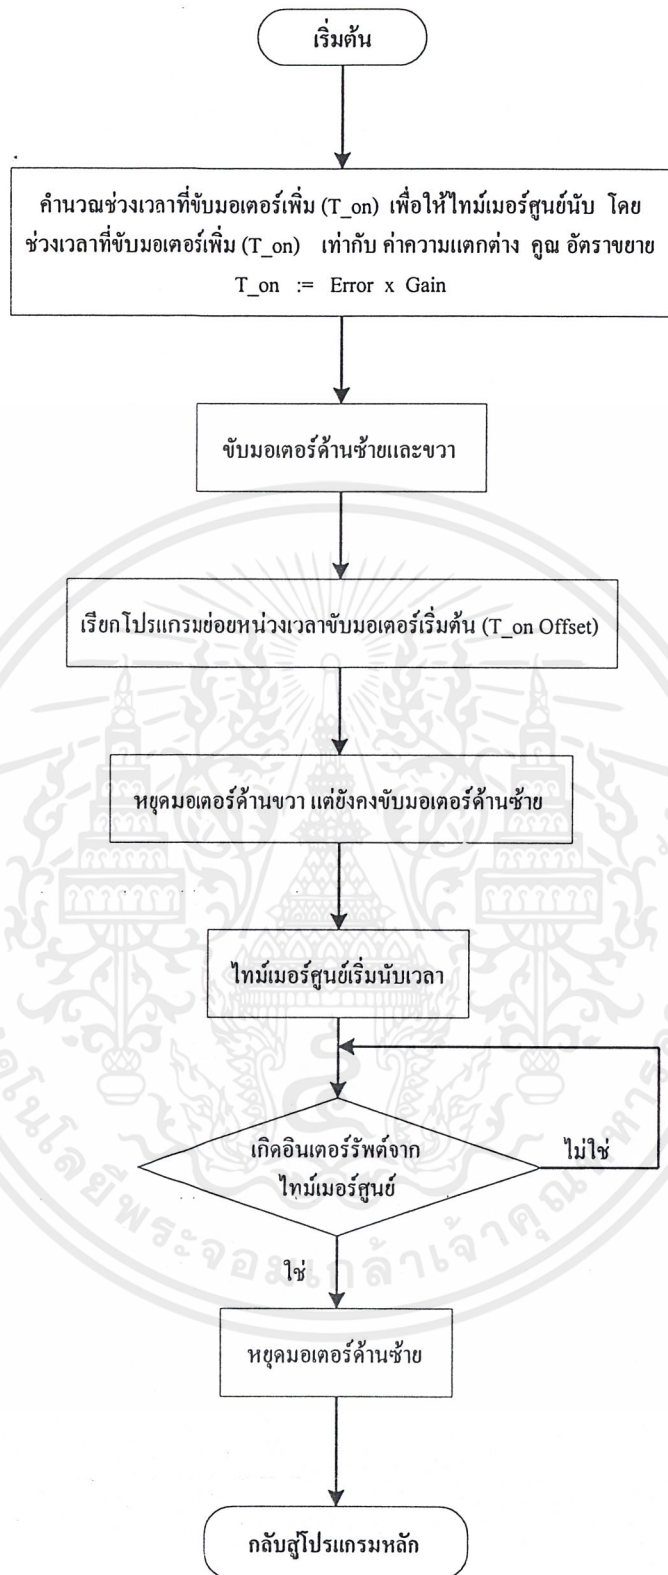 เริ่มต้น
คำนวณช่วงเวลาที่ขับมอเตอร์เพิ่ม (T_on) เพื่อให้ไทม์เมอร์ศูนย์นับ โดย
ช่วงเวลาที่ขับมอเตอร์เพิ่ม (T_on) เท่ากับ ค่าความแตกต่าง คูณ อัตราขยาย
T_on := Error x Gain
ขับมอเตอร์ด้านซ้ายและขวา
เรียกโปรแกรมย่อยหน่วงเวลาขับมอเตอร์เริ่มต้น (T_on Offset)
หยุดมอเตอร์ด้านขวา แต่ยังคงขับมอเตอร์ด้านซ้าย
ไทม์เมอร์ศูนย์เริ่มนับเวลา
เกิดอินเตอร์รัพต์จาก
ไทม์เมอร์ศูนย์
ไม่ใช่
ใช่
หยุดมอเตอร์ด้านซ้าย
กลับสู่โปรแกรมหลัก